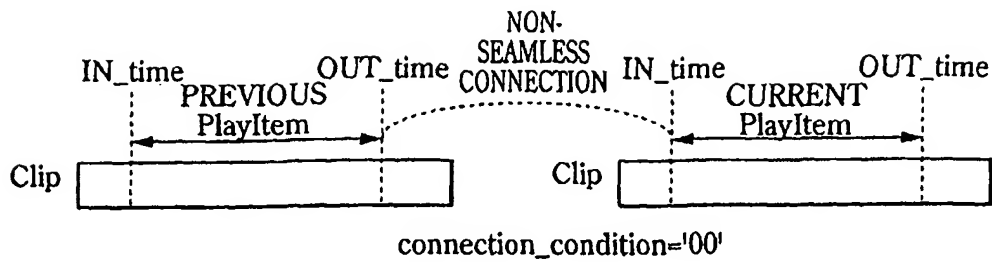 NON-
SEAMLESS
CONNECTION
IN_time
OUT_time
IN_time
OUT_time
PREVIOUS
PlayItem
CURRENT
PlayItem
Clip
Clip
connection_condition='00'